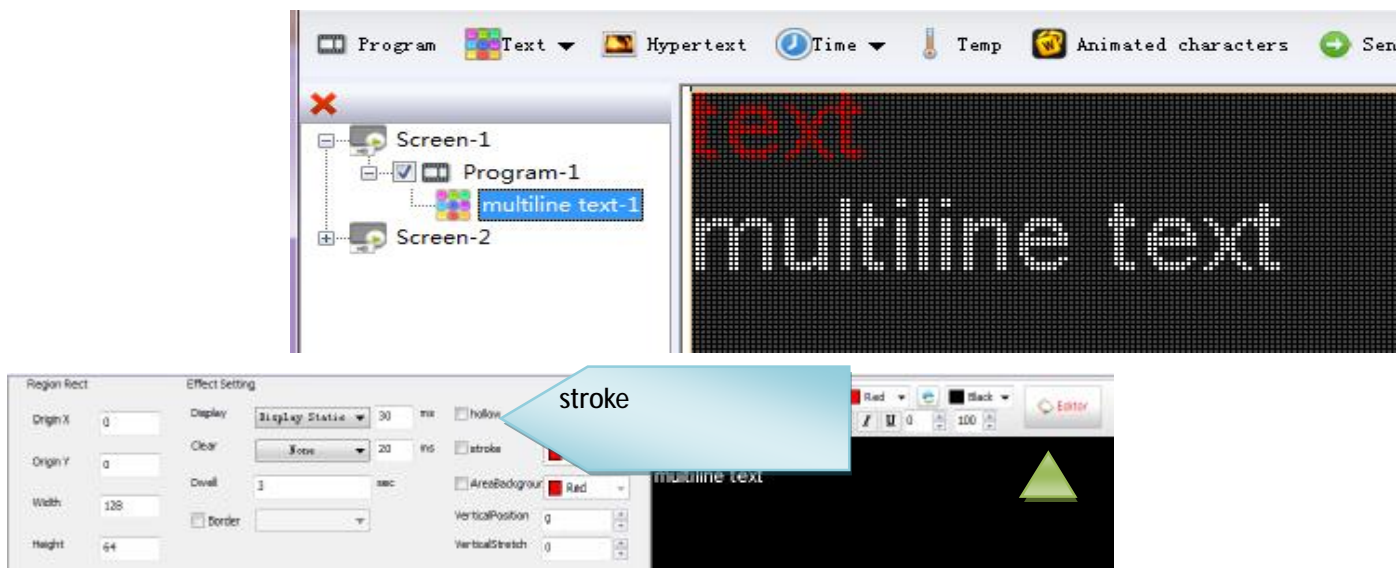 Program Text Hypertext Time Temp Animated characters Sen
Screen-1
Program-1
multiline text-1
Screen-2
text
multiline text
Region Rect
Origin X 0
Origin Y 0
Width 128
Height 64
Effect Setting
Display Display Static 30 ms
Clear None 20 ms
Dwell 3 sec
Border
hollow
stroke
AreaBackgroun Red
VerticalPosition 0
VerticalStretch 0
stroke
Red Black Editor
I U 0 100
multiline text